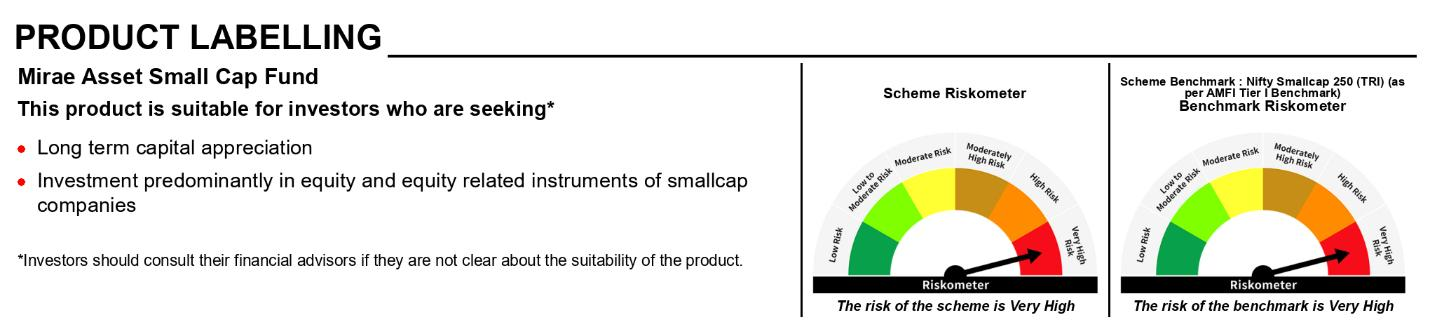 PRODUCT LABELLING
Mirae Asset Small Cap Fund
This product is suitable for investors who are seeking*
Long term capital appreciation
Investment predominantly in equity and equity related instruments of smallcap
companies
*Investors should consult their financial advisors if they are not clear about the suitability of the product.
Scheme Riskometer
Low Risk
Low to
Moderate Risk
Moderate Risk
Moderately
High Risk
High Risk
Very High
Risk
Riskometer
The risk of the scheme is Very High
Scheme Benchmark : Nifty Smallcap 250 (TRI) (as
per AMFI Tier I Benchmark)
Benchmark Riskometer
Low Risk
Low to
Moderate Risk
Moderate Risk
Moderately
High Risk
High Risk
Very High
Risk
Riskometer
The risk of the benchmark is Very High